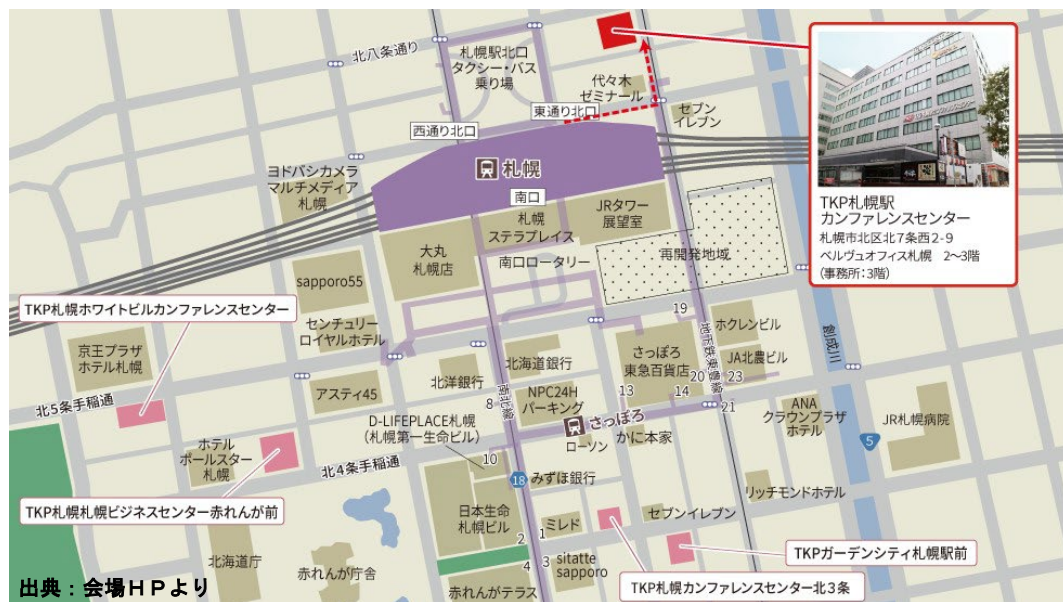 北八条通り
札幌駅北口
タクシー・バス
乗り場
代々木
ゼミナール
セブン
イレブン
西通り北口
東通り北口
札幌
南口
ヨドバシカメラ
マルチメディア
札幌
大丸
札幌店
札幌
ステラプレイス
JRタワー
展望室
南口ロータリー
再開発地域
TKP札幌駅
カンファレンスセンター
札幌市北区北7条西2-9
ベルヴュオフィス札幌 2~3階
(事務所:3階)
sapporo55
TKP札幌ホワイトビルカンファレンスセンター
センチュリー
ロイヤルホテル
京王プラザ
ホテル札幌
19
ホクレンビル
地下鉄東豊線
創成川
北海道銀行
さっぽろ
東急百貨店
JA北農ビル
北洋銀行
アスティ45
南北線
NPC24H
パーキング
13
14
20
23
21
8
北5条手稲通
D-LIFEPLACE札幌
(札幌第一生命ビル)
さっぽろ
ローソン
かに本家
ANA
クラウンプラザ
ホテル
JR札幌病院
5
ホテル
ポールスター
札幌
北4条手稲通
10
18
みずほ銀行
リッチモンドホテル
TKP札幌札幌ビジネスセンター赤れんが前
日本生命
札幌ビル
ミレド
セブンイレブン
1
2
3
4
sitatte
sapporo
TKPガーデンシティ札幌駅前
TKP札幌カンファレンスセンター北3条
北海道庁
赤れんが庁舎
赤れんがテラス
出典:会場HPより